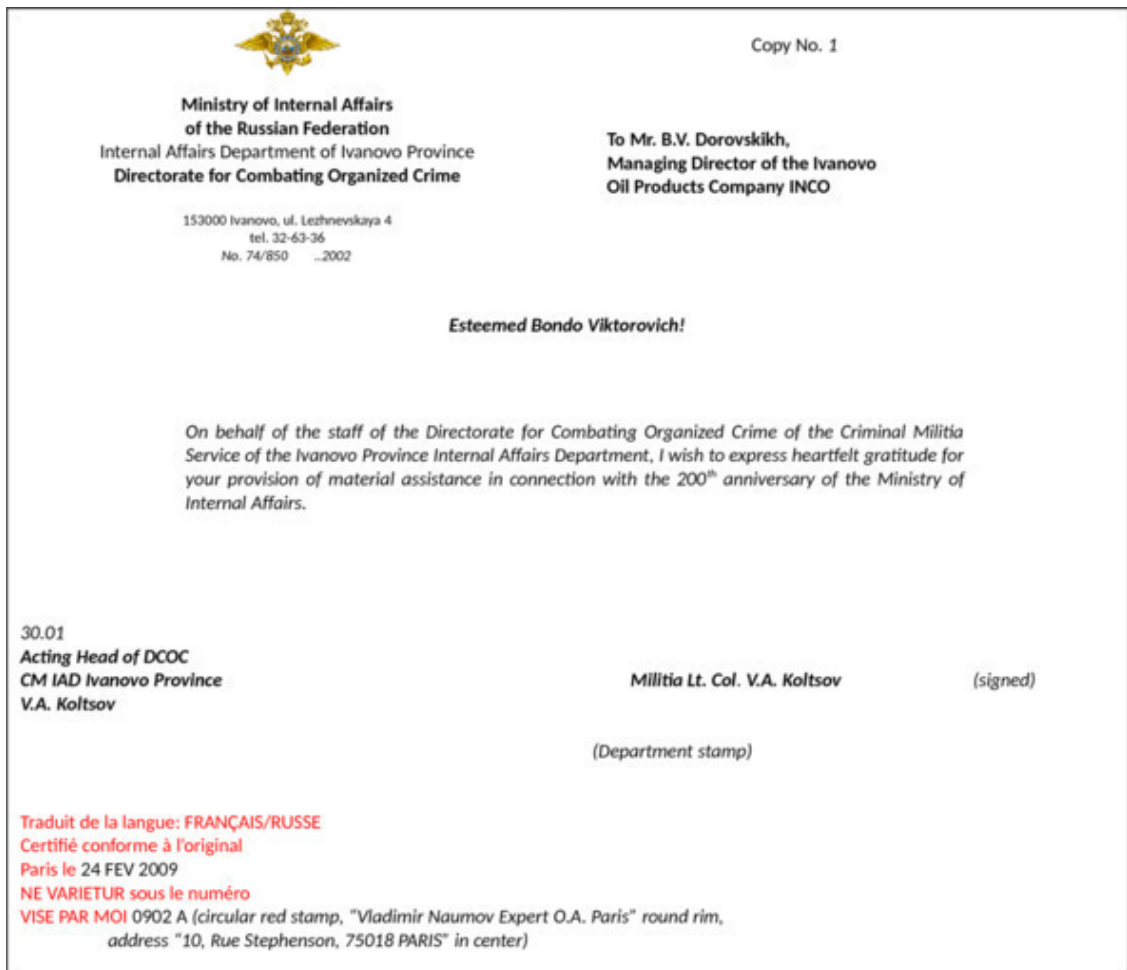 Copy No. 1
Ministry of Internal Affairs
of the Russian Federation
Internal Affairs Department of Ivanovo Province
Directorate for Combating Organized Crime
To Mr. B.V. Dorovskikh,
Managing Director of the Ivanovo
Oil Products Company INCO
153000 Ivanovo, ul. Lezhnevskaya 4
tel. 32-63-36
No. 74/850 ..2002
Esteemed Bondo Viktorovich!
On behalf of the staff of the Directorate for Combating Organized Crime of the Criminal Militia
Service of the Ivanovo Province Internal Affairs Department, I wish to express heartfelt gratitude for
your provision of material assistance in connection with the 200th anniversary of the Ministry of
Internal Affairs.
30.01
Acting Head of DCOC
CM IAD Ivanovo Province
V.A. Koltsov
Militia Lt. Col. V.A. Koltsov (signed)
(Department stamp)
Traduit de la langue: FRANÇAIS/RUSSE
Certifié conforme à l'original
Paris le 24 FEV 2009
NE VARIETUR sous le numéro
VISE PAR MOI 0902 A (circular red stamp, "Vladimir Naumov Expert O.A. Paris" round rim,
address "10, Rue Stephenson, 75018 PARIS" in center)